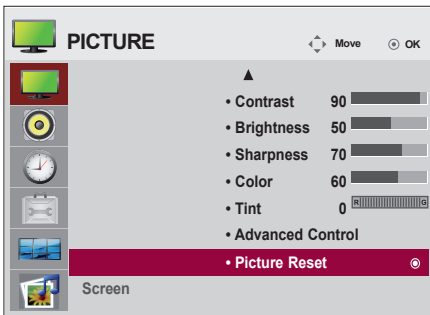 PICTURE
Move
OK
• Contrast 90
• Brightness 50
• Sharpness 70
• Color 60
• Tint 0 R G
• Advanced Control
• Picture Reset
Screen